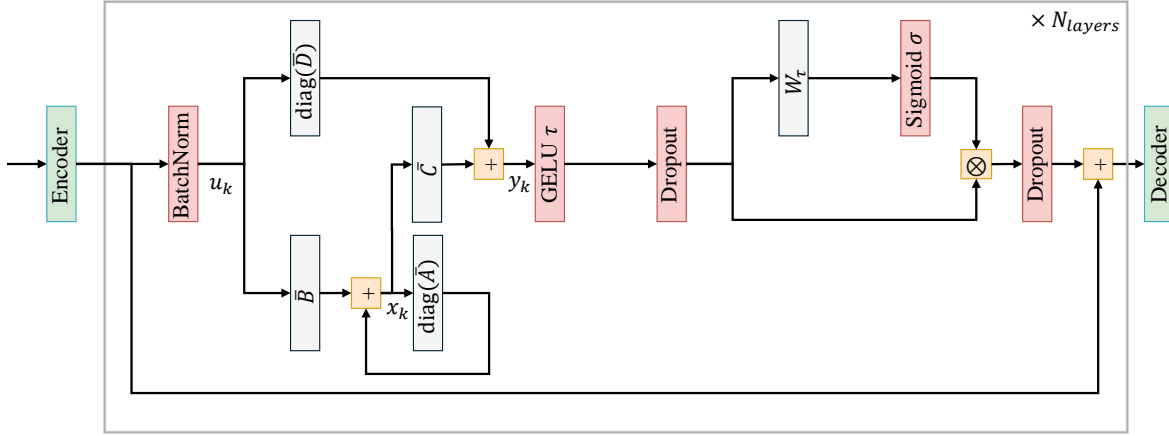 × N_layers
Encoder
BatchNorm
u_k
diag(D̄)
B̄
+
x_k
diag(Ā)
C̄
+
y_k
GELU τ
Dropout
W_τ
Sigmoid σ
⊗
Dropout
+
Decoder